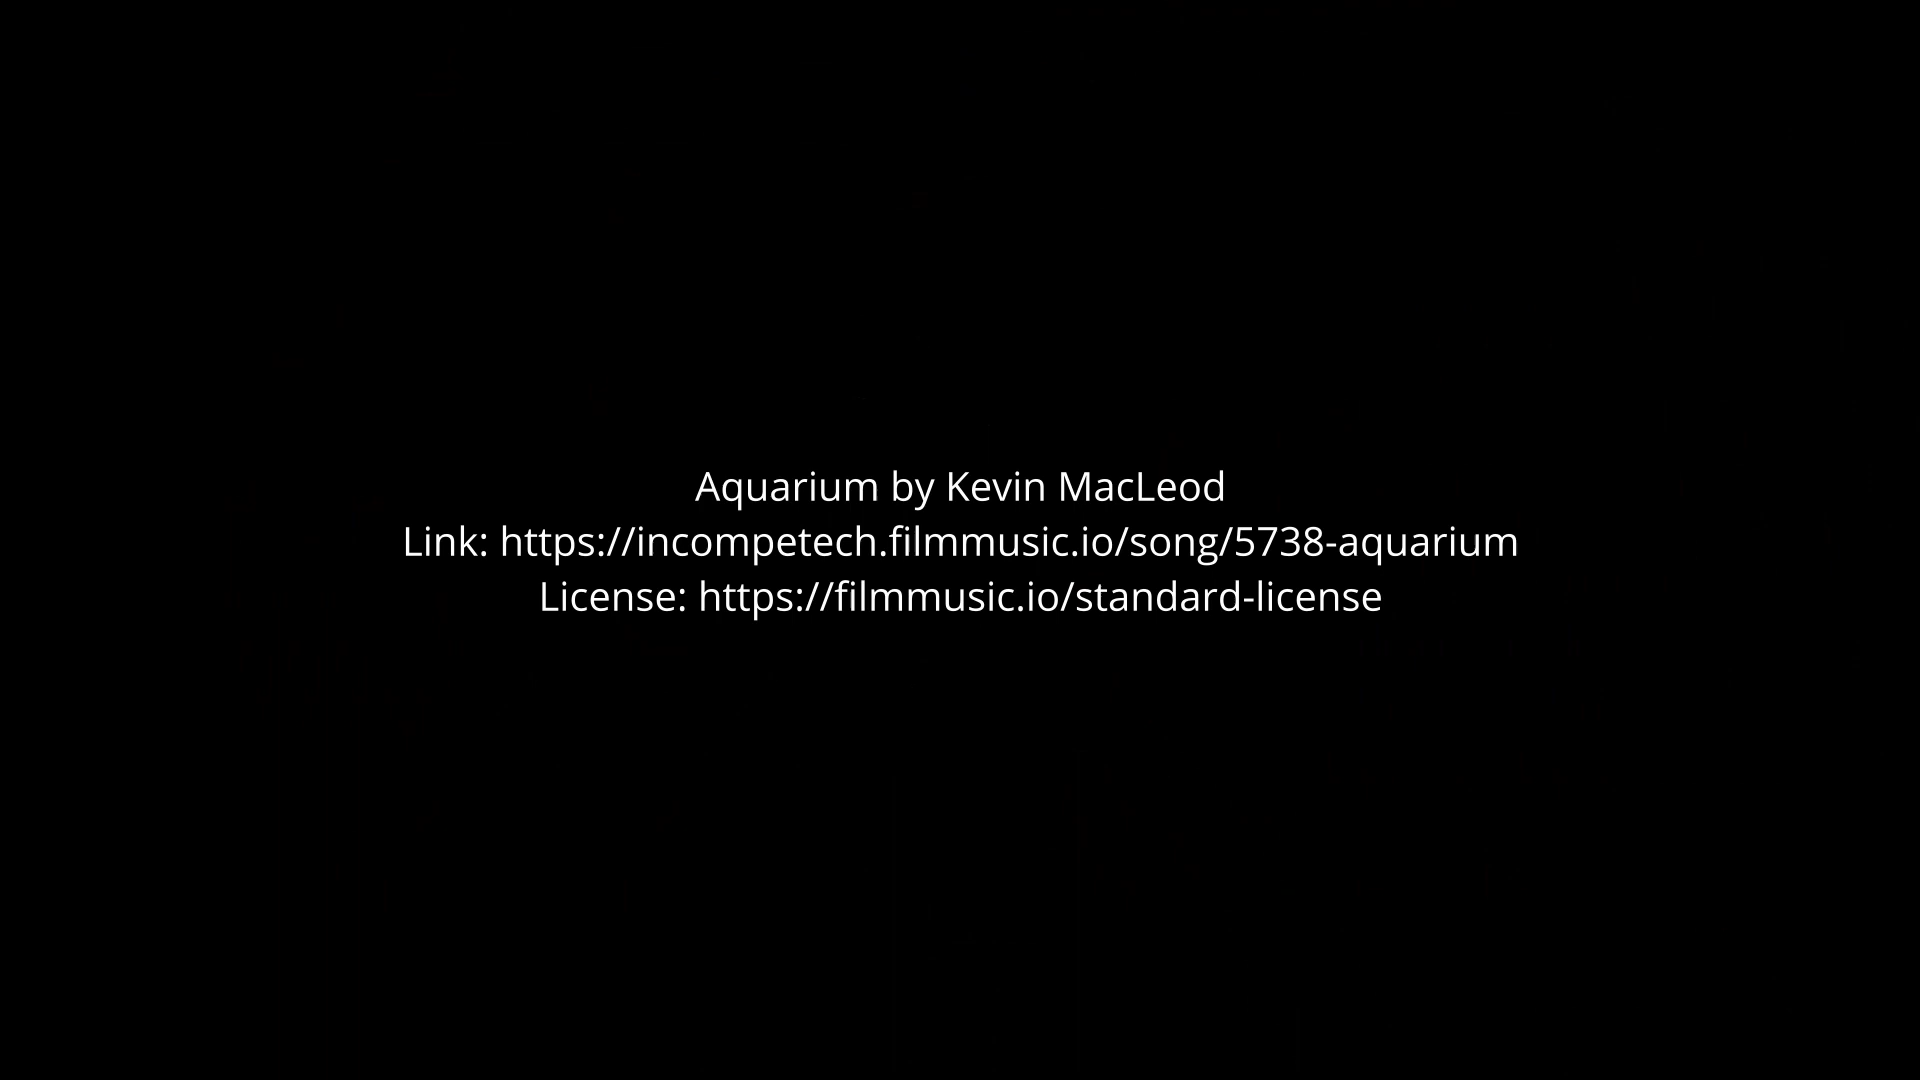 Aquarium by Kevin MacLeod
Link: https://incompetech.filmmusic.io/song/5738-aquarium
License: https://filmmusic.io/standard-license